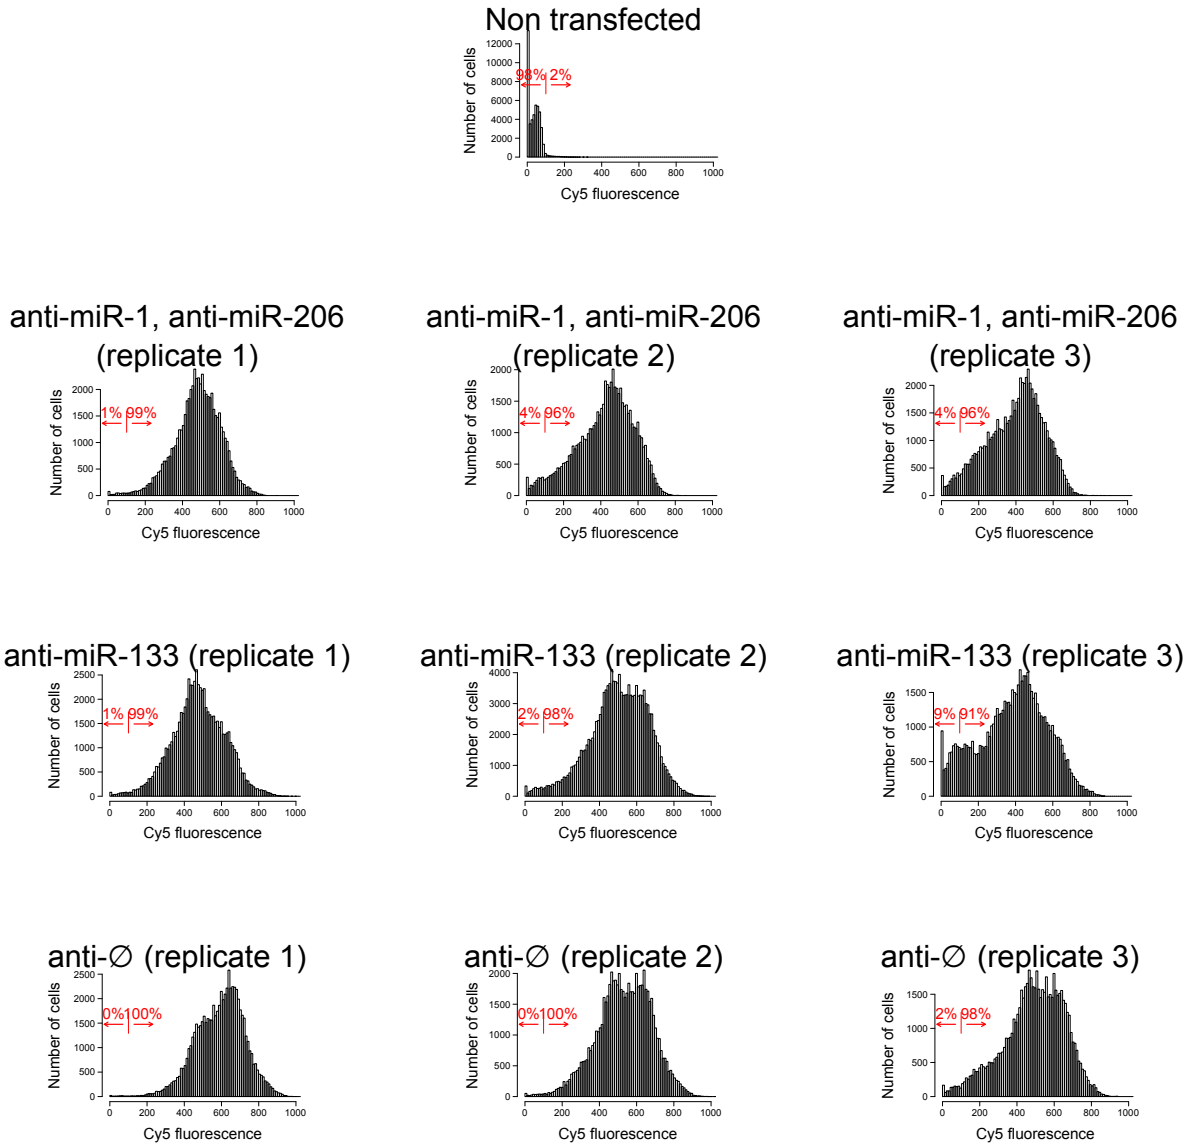 Non transfected
Number of cells
12000
10000
8000
6000
4000
2000
0
98% 2%
0 200 400 600 800 1000
Cy5 fluorescence
anti-miR-1, anti-miR-206
(replicate 1)
Number of cells
2000
1500
1000
500
0
1% 99%
0 200 400 600 800 1000
Cy5 fluorescence
anti-miR-1, anti-miR-206
(replicate 2)
Number of cells
2000
1500
1000
500
0
4% 96%
0 200 400 600 800 1000
Cy5 fluorescence
anti-miR-1, anti-miR-206
(replicate 3)
Number of cells
2000
1500
1000
500
0
4% 96%
0 200 400 600 800 1000
Cy5 fluorescence
anti-miR-133 (replicate 1)
Number of cells
2500
2000
1500
1000
500
0
1% 99%
0 200 400 600 800 1000
Cy5 fluorescence
anti-miR-133 (replicate 2)
Number of cells
4000
3000
2000
1000
0
2% 98%
0 200 400 600 800 1000
Cy5 fluorescence
anti-miR-133 (replicate 3)
Number of cells
1500
1000
500
0
9% 91%
0 200 400 600 800 1000
Cy5 fluorescence
anti-∅ (replicate 1)
Number of cells
2500
2000
1500
1000
500
0
0% 100%
0 200 400 600 800 1000
Cy5 fluorescence
anti-∅ (replicate 2)
Number of cells
2000
1500
1000
500
0
0% 100%
0 200 400 600 800 1000
Cy5 fluorescence
anti-∅ (replicate 3)
Number of cells
1500
1000
500
0
2% 98%
0 200 400 600 800 1000
Cy5 fluorescence